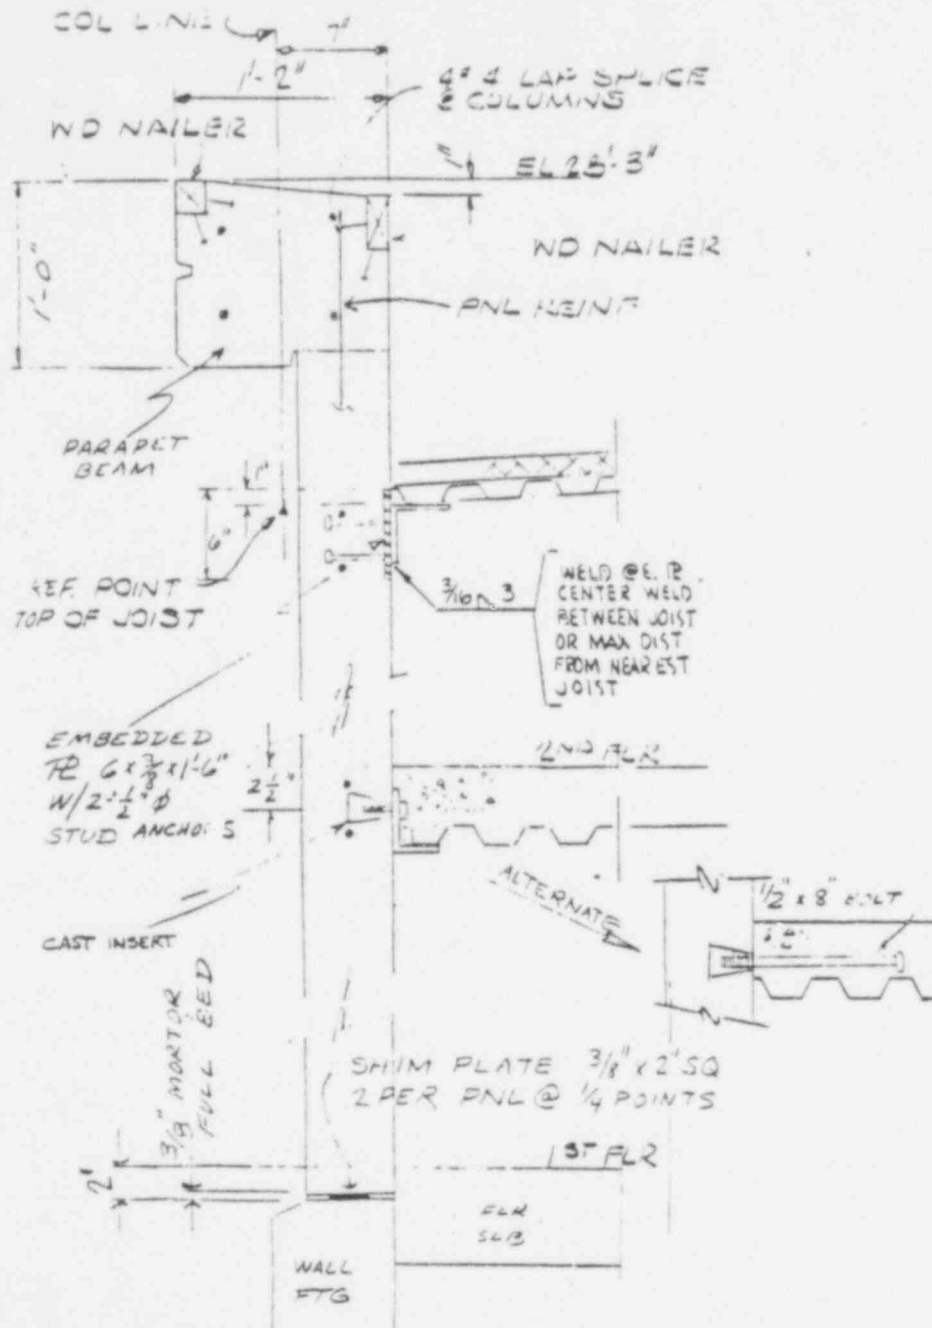 COL LINE
7"
1'-2"
4 # 4 LAP SPLICE
@ COLUMNS
WD NAILER
1"
EL 23'-3"
WD NAILER
1'-0"
PNL REINF
PARAPET
BEAM
1"
6"
REF. POINT
TOP OF JOIST
3/16 3
WELD @ E. PL
CENTER WELD
BETWEEN JOIST
OR MAX DIST
FROM NEAREST
JOIST
EMBEDDED
PL 6 x 3/8 x 1'-6"
W/2-1/2" φ
STUD ANCHORS
2 1/2"
2ND FLR
ALTERNATE
1/2" x 8" BOLT
CAST INSERT
3/8" MORTOR
FULL BED
SHIM PLATE 3/8" x 2" SQ
2 PER PNL @ 1/4 POINTS
1ST FLR
2"
FLR
SLB
WALL
FTG